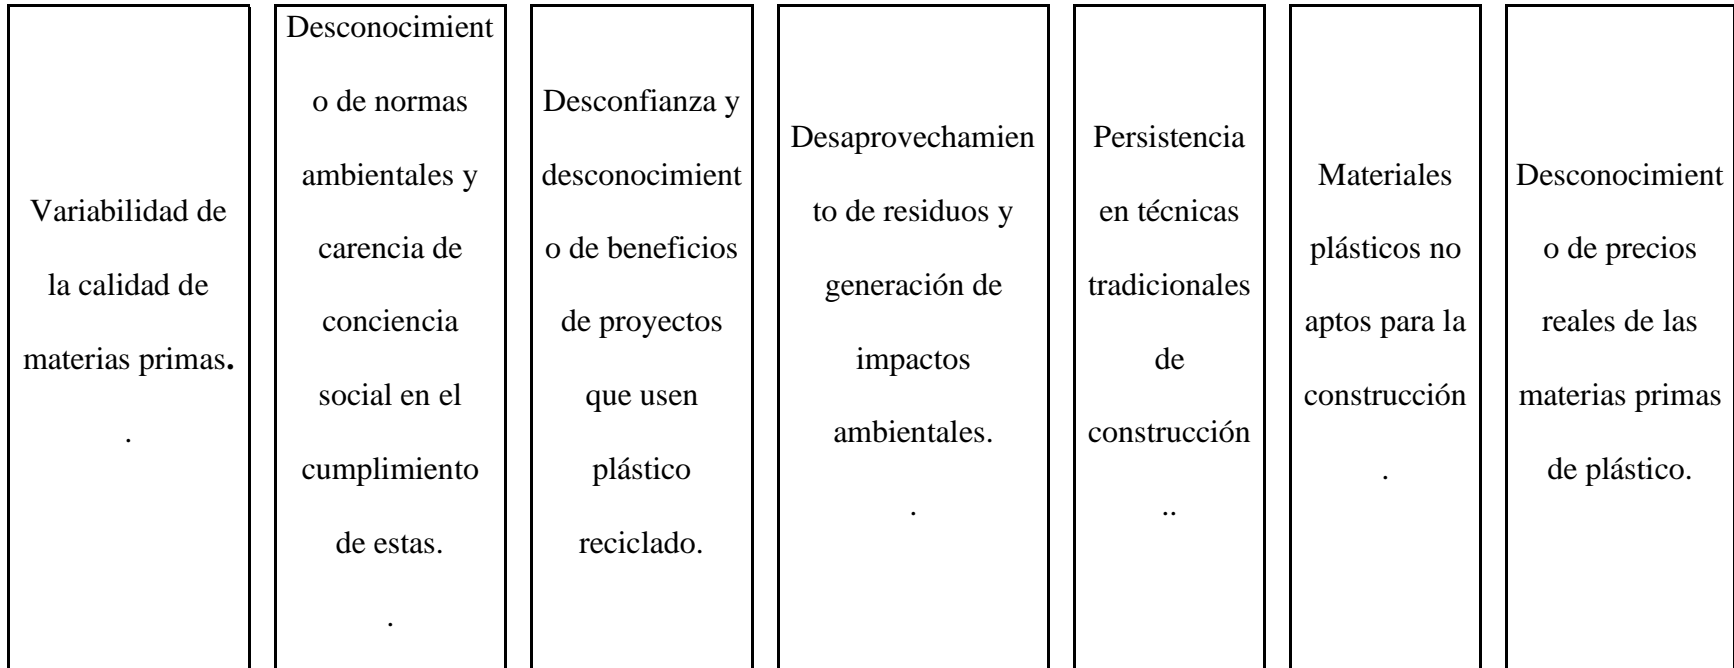 Variabilidad de
la calidad de
materias primas.
.
Desconocimient
o de normas
ambientales y
carencia de
conciencia
social en el
cumplimiento
de estas.
.
Desconfianza y
desconocimient
o de beneficios
de proyectos
que usen
plástico
reciclado.
Desaprovechamien
to de residuos y
generación de
impactos
ambientales.
.
Persistencia
en técnicas
tradicionales
de
construcción
..
Materiales
plásticos no
aptos para la
construcción
.
Desconocimient
o de precios
reales de las
materias primas
de plástico.